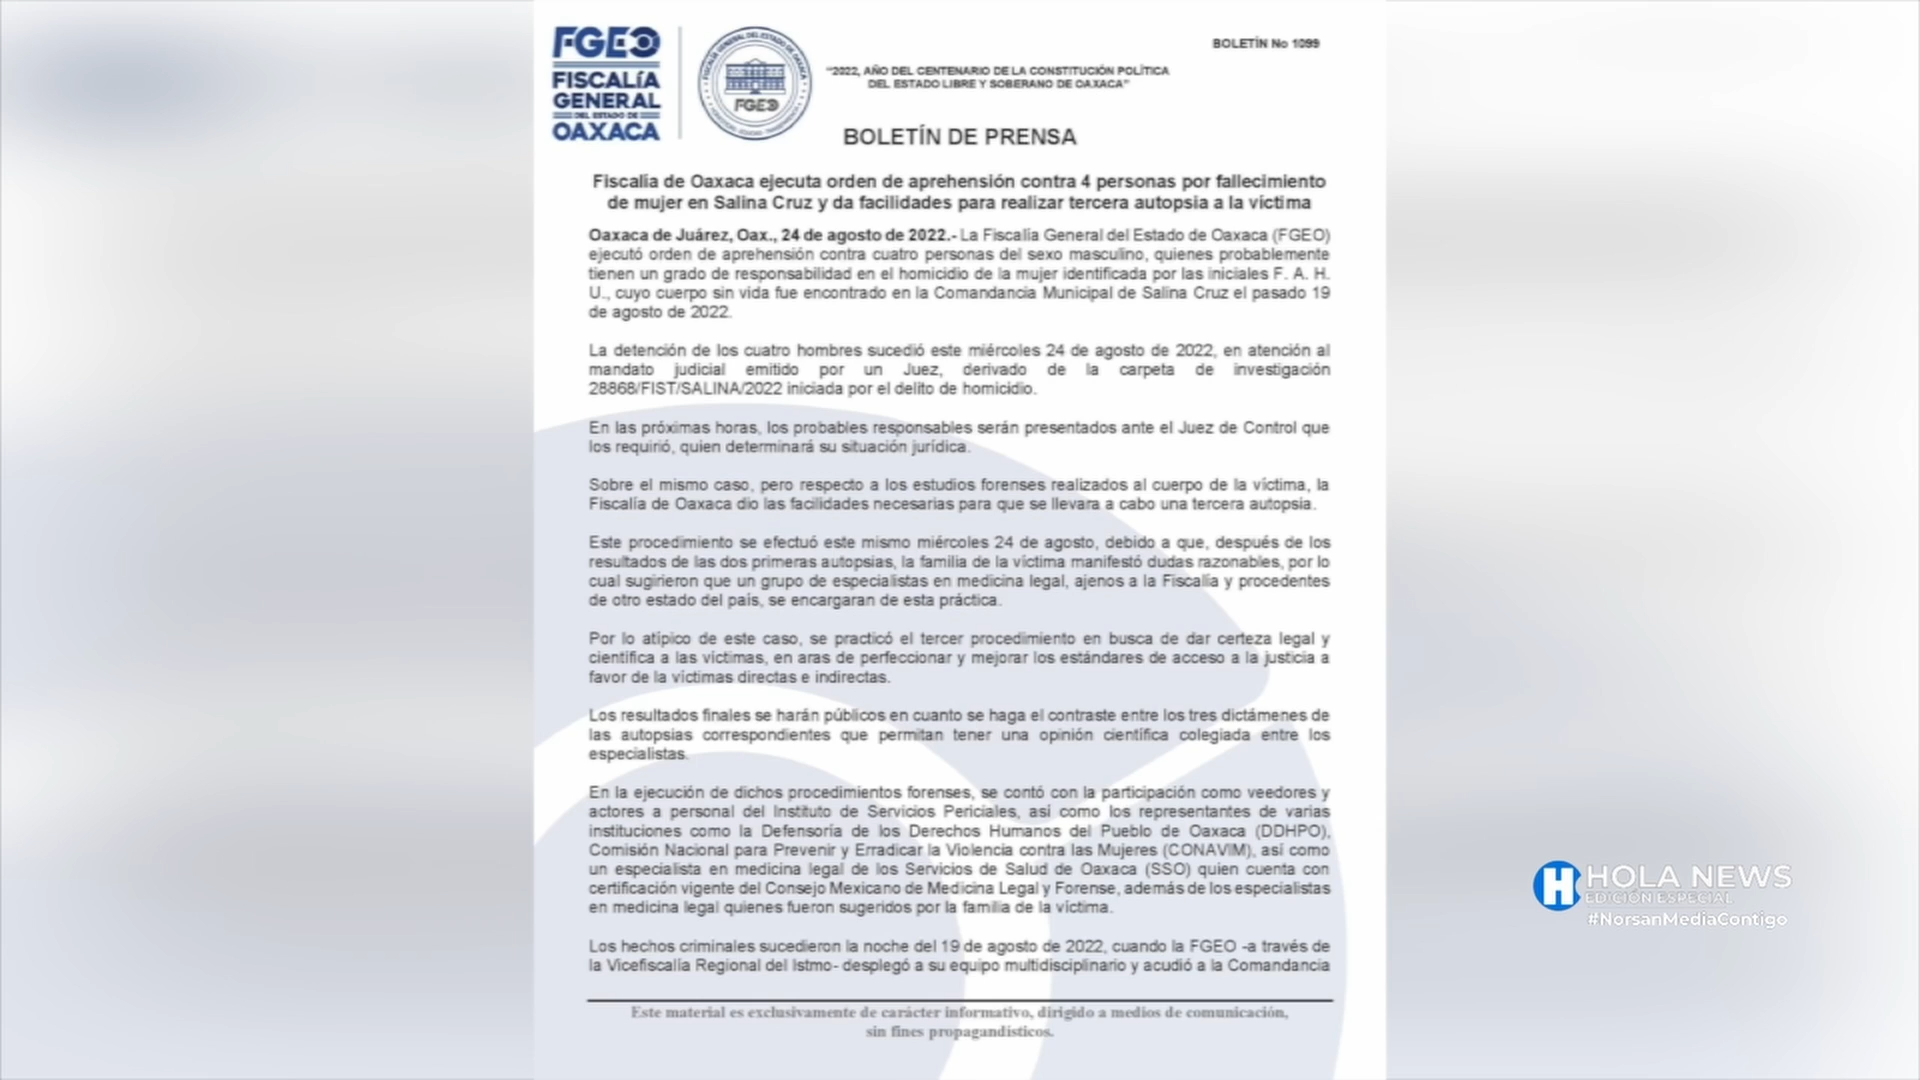 FGEO
FISCALÍA
GENERAL
DEL ESTADO DE
OAXACA
FISCALÍA GENERAL DEL ESTADO DE OAXACA
FGEO
BOLETÍN No 1099
"2022, AÑO DEL CENTENARIO DE LA CONSTITUCIÓN POLÍTICA
DEL ESTADO LIBRE Y SOBERANO DE OAXACA"
BOLETÍN DE PRENSA
Fiscalía de Oaxaca ejecuta orden de aprehensión contra 4 personas por fallecimiento
de mujer en Salina Cruz y da facilidades para realizar tercera autopsia a la víctima
Oaxaca de Juárez, Oax., 24 de agosto de 2022.- La Fiscalía General del Estado de Oaxaca (FGEO)
ejecutó orden de aprehensión contra cuatro personas del sexo masculino, quienes probablemente
tienen un grado de responsabilidad en el homicidio de la mujer identificada por las iniciales F. A. H.
U., cuyo cuerpo sin vida fue encontrado en la Comandancia Municipal de Salina Cruz el pasado 19
de agosto de 2022.
La detención de los cuatro hombres sucedió este miércoles 24 de agosto de 2022, en atención al
mandato judicial emitido por un Juez, derivado de la carpeta de investigación
28868/FIST/SALINA/2022 iniciada por el delito de homicidio.
En las próximas horas, los probables responsables serán presentados ante el Juez de Control que
los requirió, quien determinará su situación jurídica.
Sobre el mismo caso, pero respecto a los estudios forenses realizados al cuerpo de la víctima, la
Fiscalía de Oaxaca dio las facilidades necesarias para que se llevara a cabo una tercera autopsia.
Este procedimiento se efectuó este mismo miércoles 24 de agosto, debido a que, después de los
resultados de las dos primeras autopsias, la familia de la víctima manifestó dudas razonables, por lo
cual sugirieron que un grupo de especialistas en medicina legal, ajenos a la Fiscalía y procedentes
de otro estado del país, se encargaran de esta práctica.
Por lo atípico de este caso, se practicó el tercer procedimiento en busca de dar certeza legal y
científica a las víctimas, en aras de perfeccionar y mejorar los estándares de acceso a la justicia a
favor de la víctimas directas e indirectas.
Los resultados finales se harán públicos en cuanto se haga el contraste entre los tres dictámenes de
las autopsias correspondientes que permitan tener una opinión científica colegiada entre los
especialistas.
En la ejecución de dichos procedimientos forenses, se contó con la participación como veedores y
actores a personal del Instituto de Servicios Periciales, así como los representantes de varias
instituciones como la Defensoría de los Derechos Humanos del Pueblo de Oaxaca (DDHPO),
Comisión Nacional para Prevenir y Erradicar la Violencia contra las Mujeres (CONAVIM), así como
un especialista en medicina legal de los Servicios de Salud de Oaxaca (SSO) quien cuenta con
certificación vigente del Consejo Mexicano de Medicina Legal y Forense, además de los especialistas
en medicina legal quienes fueron sugeridos por la familia de la víctima.
Los hechos criminales sucedieron la noche del 19 de agosto de 2022, cuando la FGEO -a través de
la Vicefiscalía Regional del Istmo- desplegó a su equipo multidisciplinario y acudió a la Comandancia
Este material es exclusivamente de carácter informativo, dirigido a medios de comunicación,
sin fines propagandísticos.
H HOLA NEWS
EDICIÓN ESPECIAL
#NorsanMediaContigo